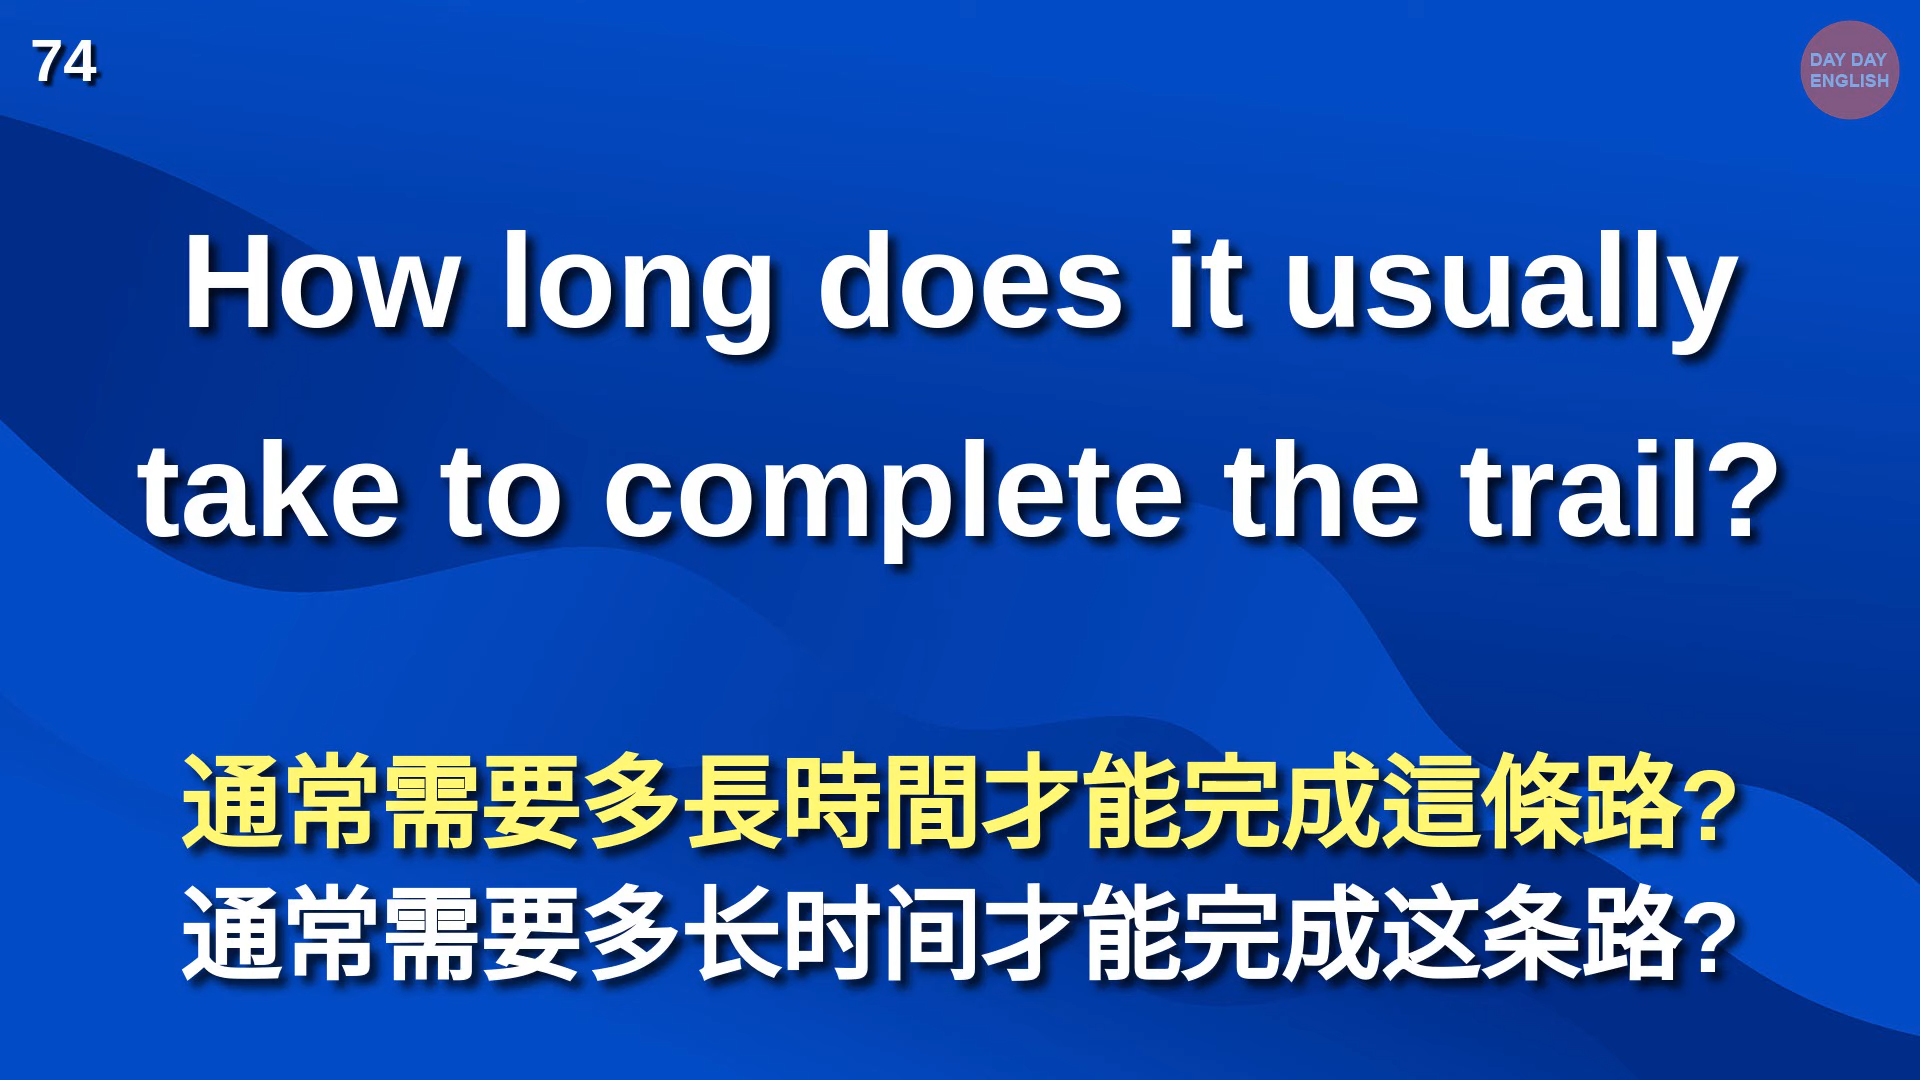 74
DAY DAY
ENGLISH
How long does it usually
take to complete the trail?
通常需要多長時間才能完成這條路?
通常需要多长时间才能完成这条路?